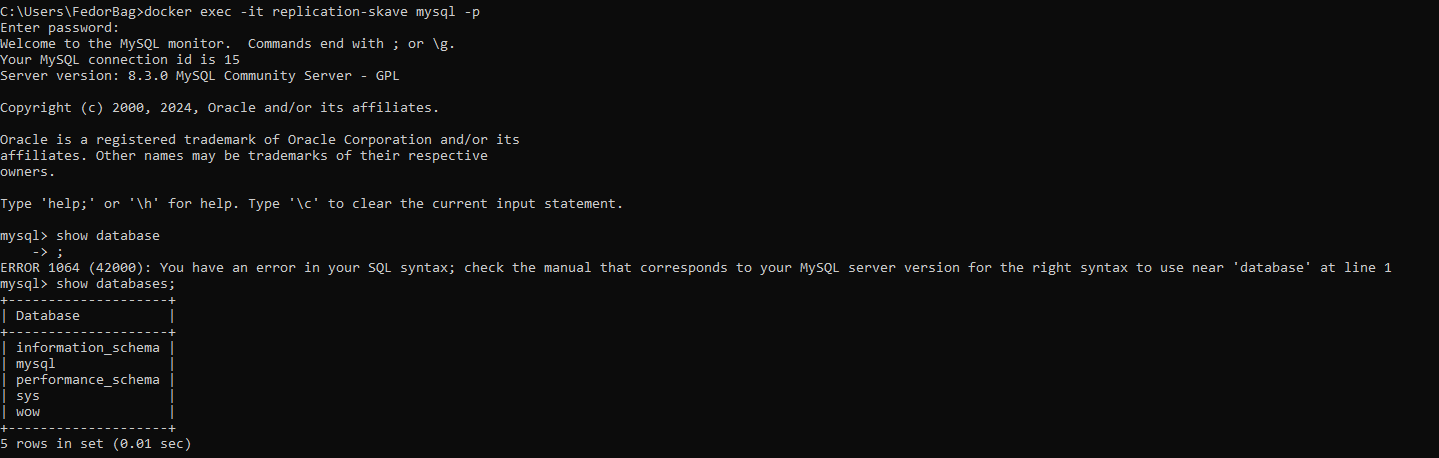 C:\Users\FedorBag>docker exec -it replication-skave mysql -p
Enter password:
Welcome to the MySQL monitor.  Commands end with ; or \g.
Your MySQL connection id is 15
Server version: 8.3.0 MySQL Community Server - GPL

Copyright (c) 2000, 2024, Oracle and/or its affiliates.

Oracle is a registered trademark of Oracle Corporation and/or its
affiliates. Other names may be trademarks of their respective
owners.

Type 'help;' or '\h' for help. Type '\c' to clear the current input statement.

mysql> show database
    -> ;
ERROR 1064 (42000): You have an error in your SQL syntax; check the manual that corresponds to your MySQL server version for the right syntax to use near 'database' at line 1
mysql> show databases;
+--------------------+
| Database           |
+--------------------+
| information_schema |
| mysql              |
| performance_schema |
| sys                |
| wow                |
+--------------------+
5 rows in set (0.01 sec)